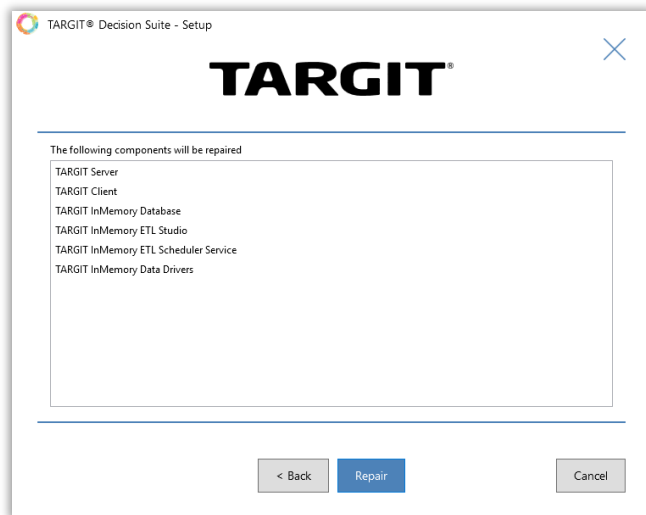 TARGIT® Decision Suite - Setup
TARGIT®
The following components will be repaired
TARGIT Server
TARGIT Client
TARGIT InMemory Database
TARGIT InMemory ETL Studio
TARGIT InMemory ETL Scheduler Service
TARGIT InMemory Data Drivers
< Back Repair Cancel